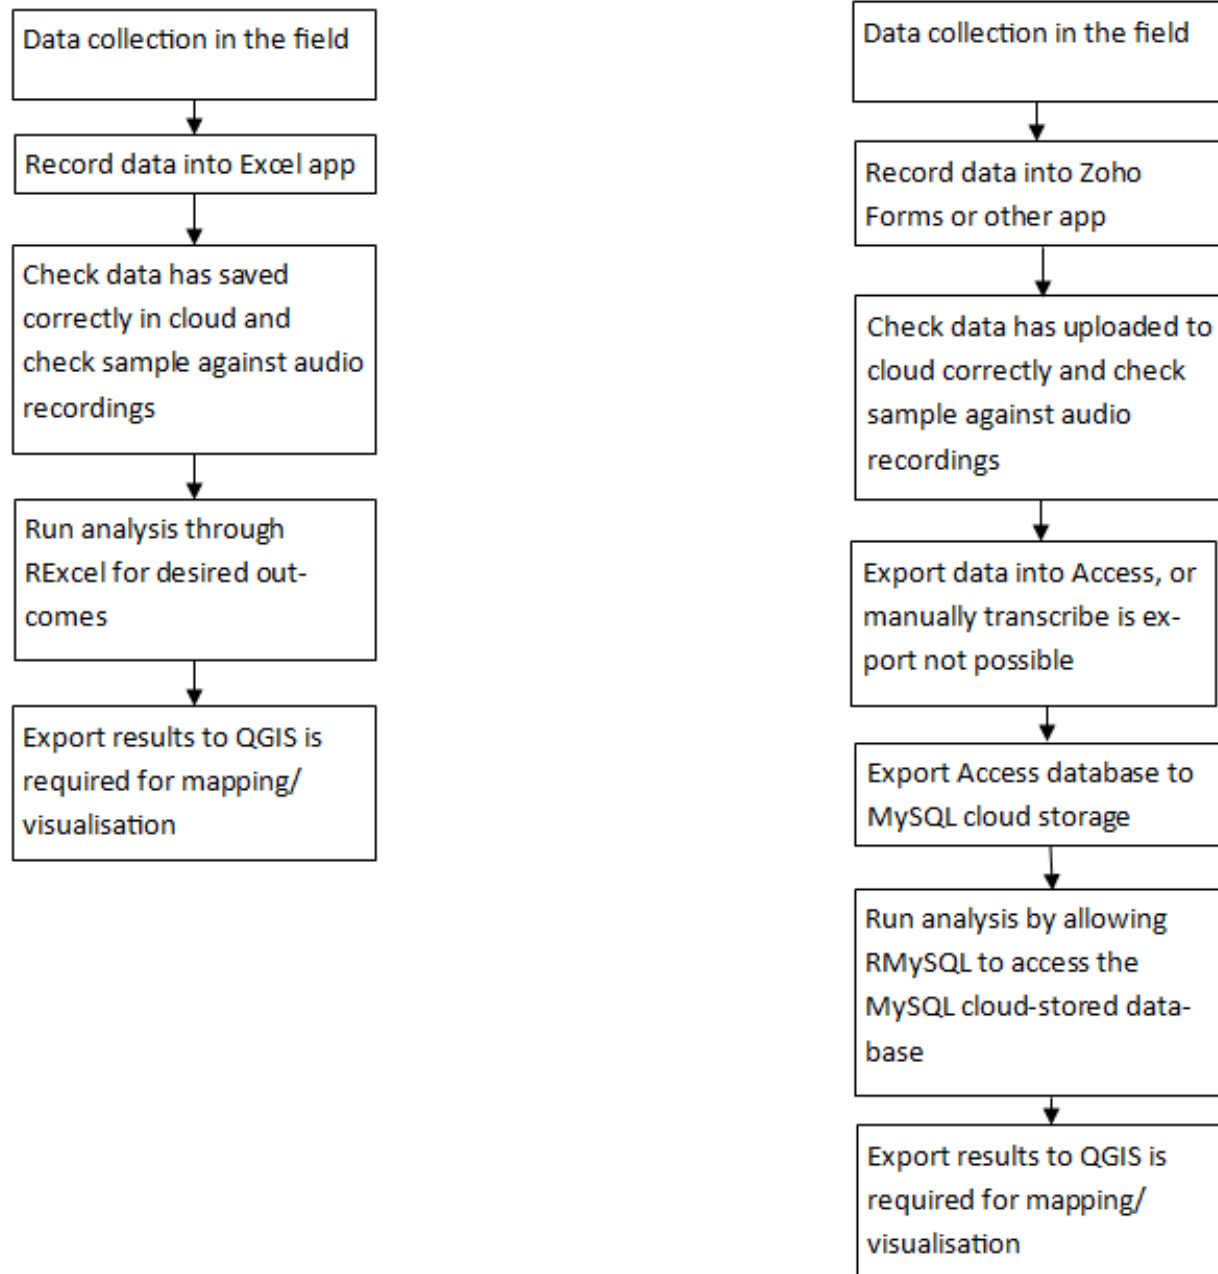 Data collection in the field
Record data into Excel app
Check data has saved
correctly in cloud and
check sample against audio
recordings
Run analysis through
RExcel for desired out-
comes
Export results to QGIS is
required for mapping/
visualisation
Data collection in the field
Record data into Zoho
Forms or other app
Check data has uploaded to
cloud correctly and check
sample against audio
recordings
Export data into Access, or
manually transcribe is ex-
port not possible
Export Access database to
MySQL cloud storage
Run analysis by allowing
RMySQL to access the
MySQL cloud-stored data-
base
Export results to QGIS is
required for mapping/
visualisation